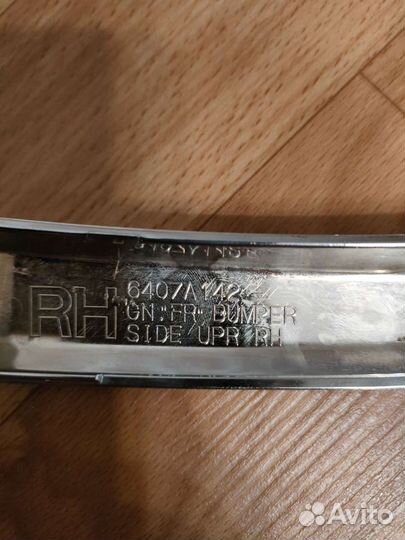 RH
6407A142
GN.FR BUMPER
SIDE UPR RH
Avito